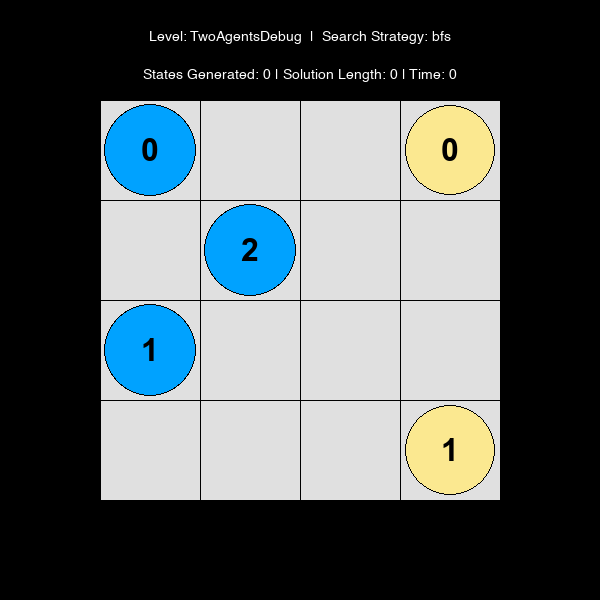 Level: TwoAgentsDebug | Search Strategy: bfs
States Generated: 0 | Solution Length: 0 | Time: 0
0 0
2
1
1